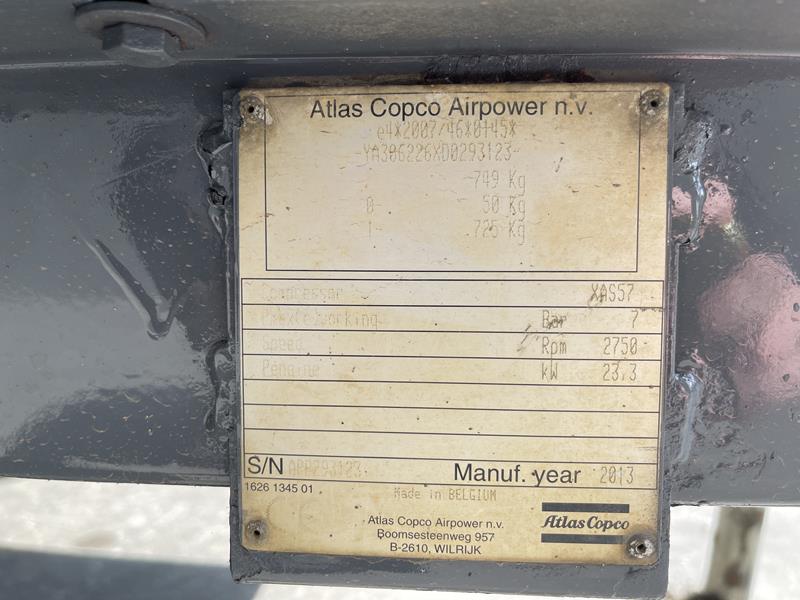 Atlas Copco Airpower n.v.
e4*2007/46*0145*
YA306226XD0293123
749 Kg
0- 50 Kg
1- 725 Kg
Compressor XAS57
Bar 7
Speed Rpm 2750
kW 23.3
S/N APP293123 Manuf. year 2013
1626 1345 01
Made in BELGIUM
CE
Atlas Copco Airpower n.v.
Boomsesteenweg 957
B-2610, WILRIJK
Atlas Copco